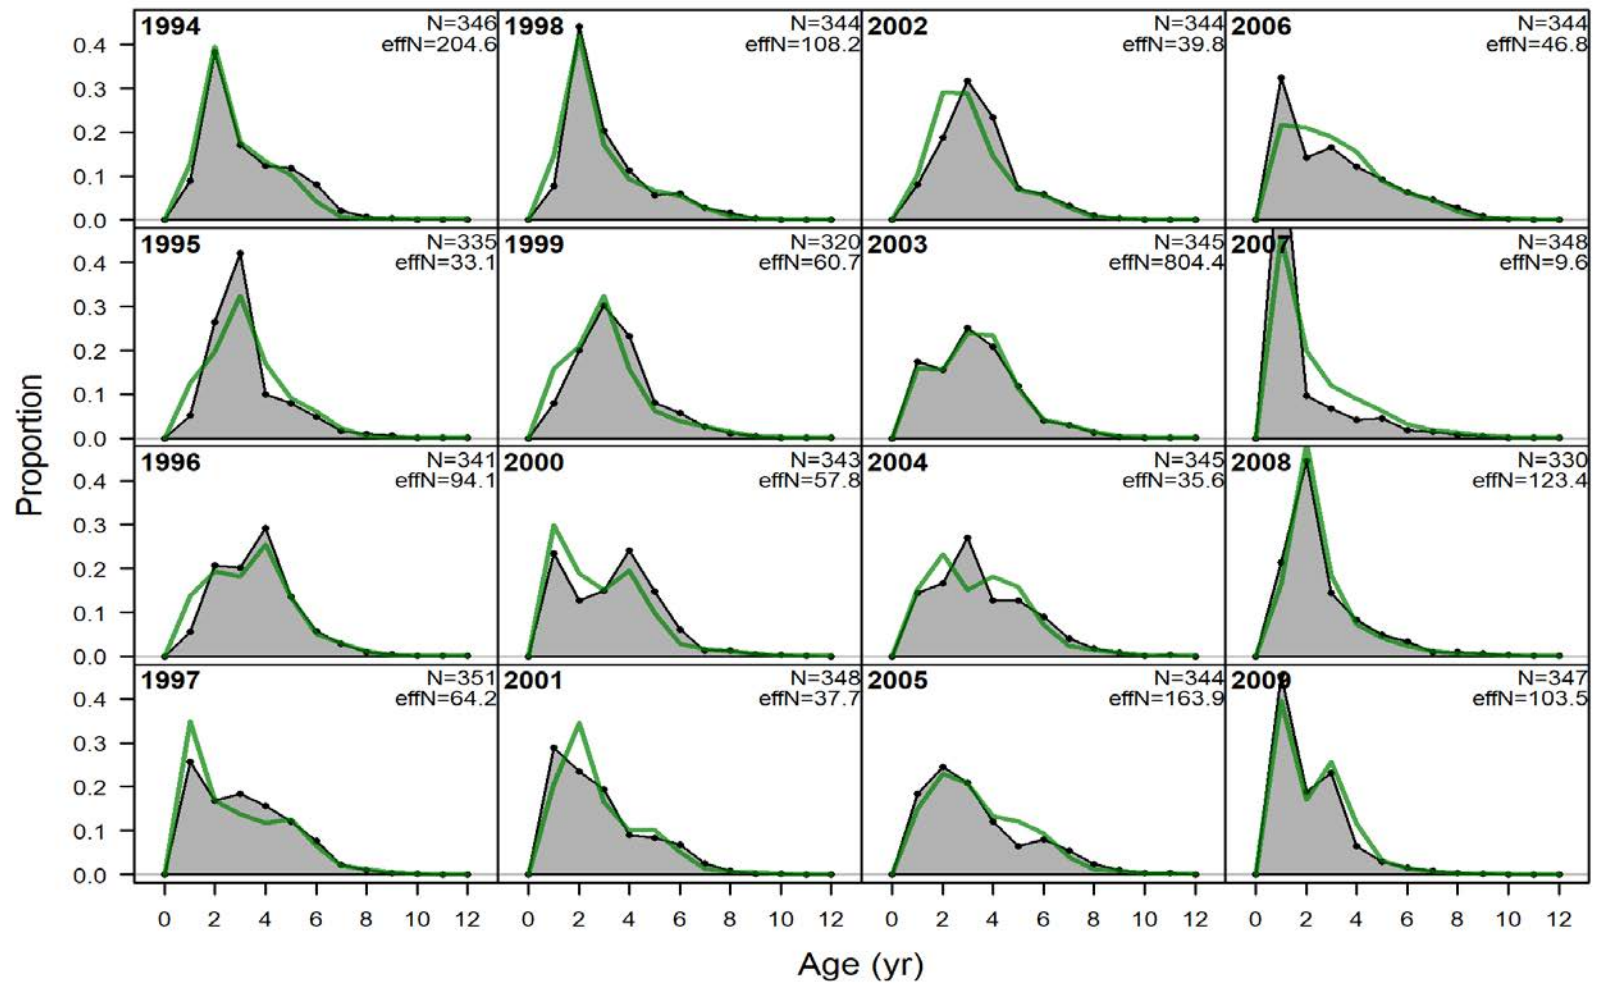 1994
N=346
effN=204.6
1998
N=344
effN=108.2
2002
N=344
effN=39.8
2006
N=344
effN=46.8
0.4
0.3
0.2
0.1
0.0
1995
N=335
effN=33.1
1999
N=320
effN=60.7
2003
N=345
effN=804.4
2007
N=348
effN=9.6
0.4
0.3
0.2
0.1
0.0
1996
N=341
effN=94.1
2000
N=343
effN=57.8
2004
N=345
effN=35.6
2008
N=330
effN=123.4
0.4
0.3
0.2
0.1
0.0
1997
N=351
effN=64.2
2001
N=348
effN=37.7
2005
N=344
effN=163.9
2009
N=347
effN=103.5
0.4
0.3
0.2
0.1
0.0
Proportion
0 2 4 6 8 10 12 0 2 4 6 8 10 12 0 2 4 6 8 10 12 0 2 4 6 8 10 12
Age (yr)